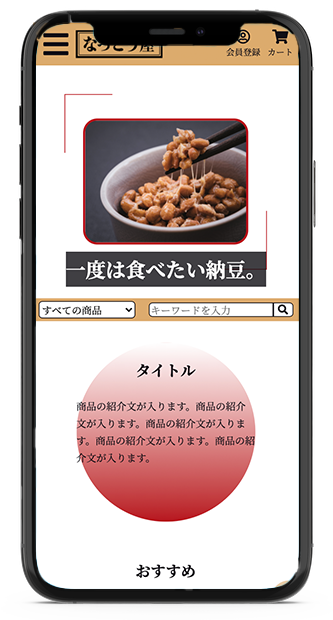 なっとう屋
会員登録 カート
一度は食べたい納豆。
すべての商品 キーワードを入力
タイトル
商品の紹介文が入ります。商品の紹介
文が入ります。商品の紹介文が入りま
す。商品の紹介文が入ります。商品の紹
介文が入ります。
おすすめ